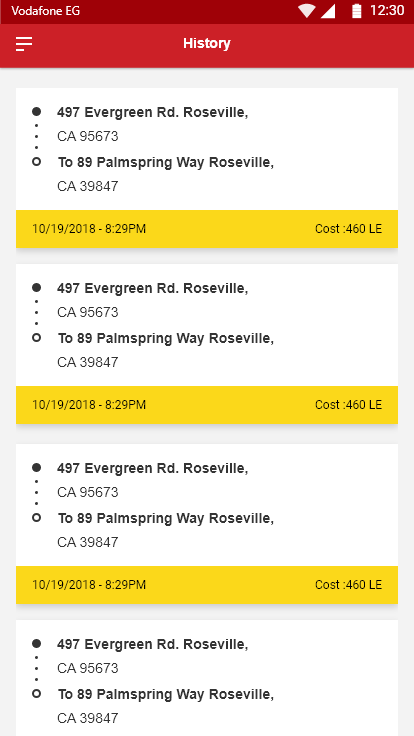 Vodafone EG 12:30
History
497 Evergreen Rd. Roseville,
CA 95673
To 89 Palmspring Way Roseville,
CA 39847
10/19/2018 - 8:29PM Cost :460 LE
497 Evergreen Rd. Roseville,
CA 95673
To 89 Palmspring Way Roseville,
CA 39847
10/19/2018 - 8:29PM Cost :460 LE
497 Evergreen Rd. Roseville,
CA 95673
To 89 Palmspring Way Roseville,
CA 39847
10/19/2018 - 8:29PM Cost :460 LE
497 Evergreen Rd. Roseville,
CA 95673
To 89 Palmspring Way Roseville,
CA 39847